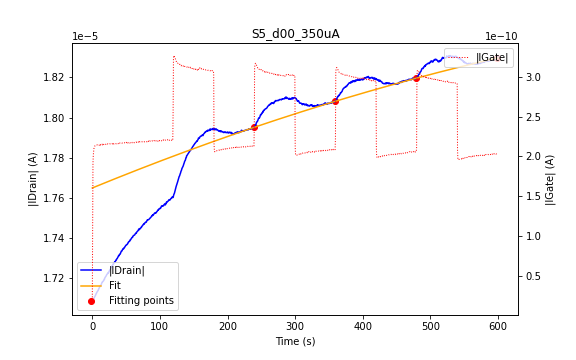 S5_d00_350uA
1e−5
1e−10
|IGate|
1.82
1.80
1.78
1.76
1.74
1.72
3.0
2.5
2.0
1.5
1.0
0.5
|IDrain| (A)
|IGate| (A)
|IDrain|
Fit
Fitting points
0
100
200
300
400
500
600
Time (s)